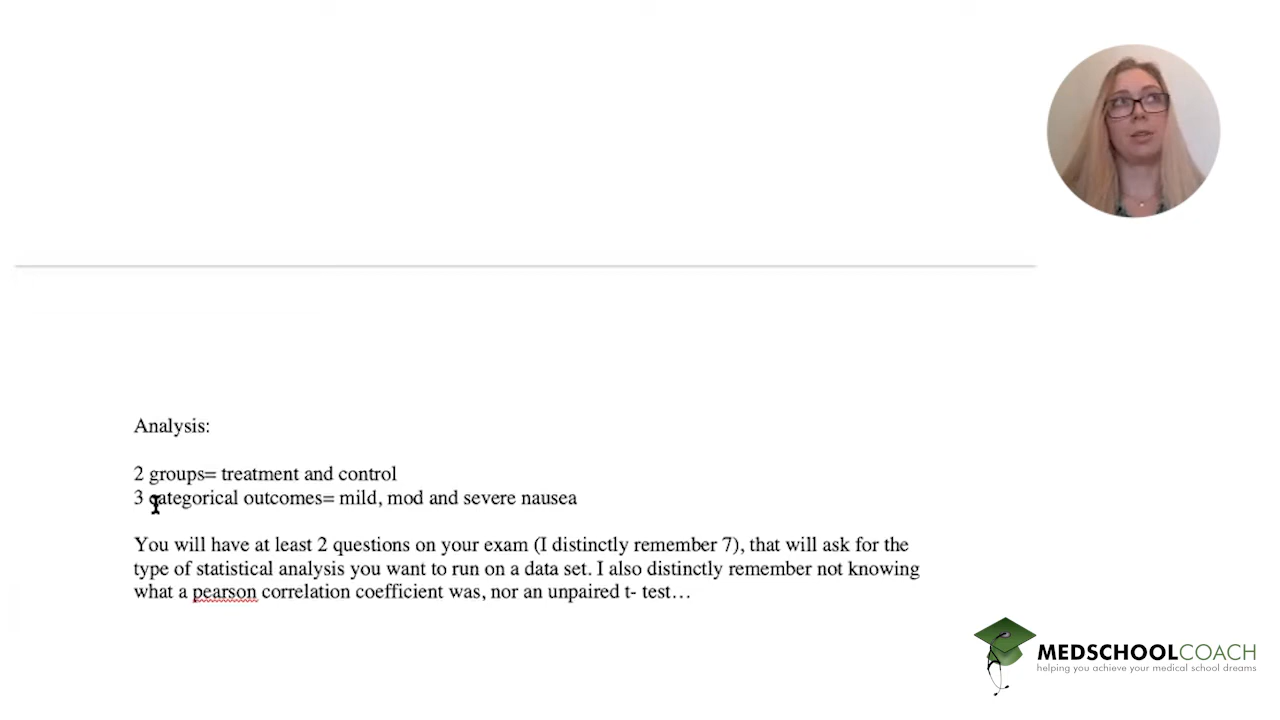 Analysis:
2 groups= treatment and control
3 categorical outcomes= mild, mod and severe nausea
You will have at least 2 questions on your exam (I distinctly remember 7), that will ask for the
type of statistical analysis you want to run on a data set. I also distinctly remember not knowing
what a pearson correlation coefficient was, nor an unpaired t- test…
MEDSCHOOLCOACH
helping you achieve your medical school dreams